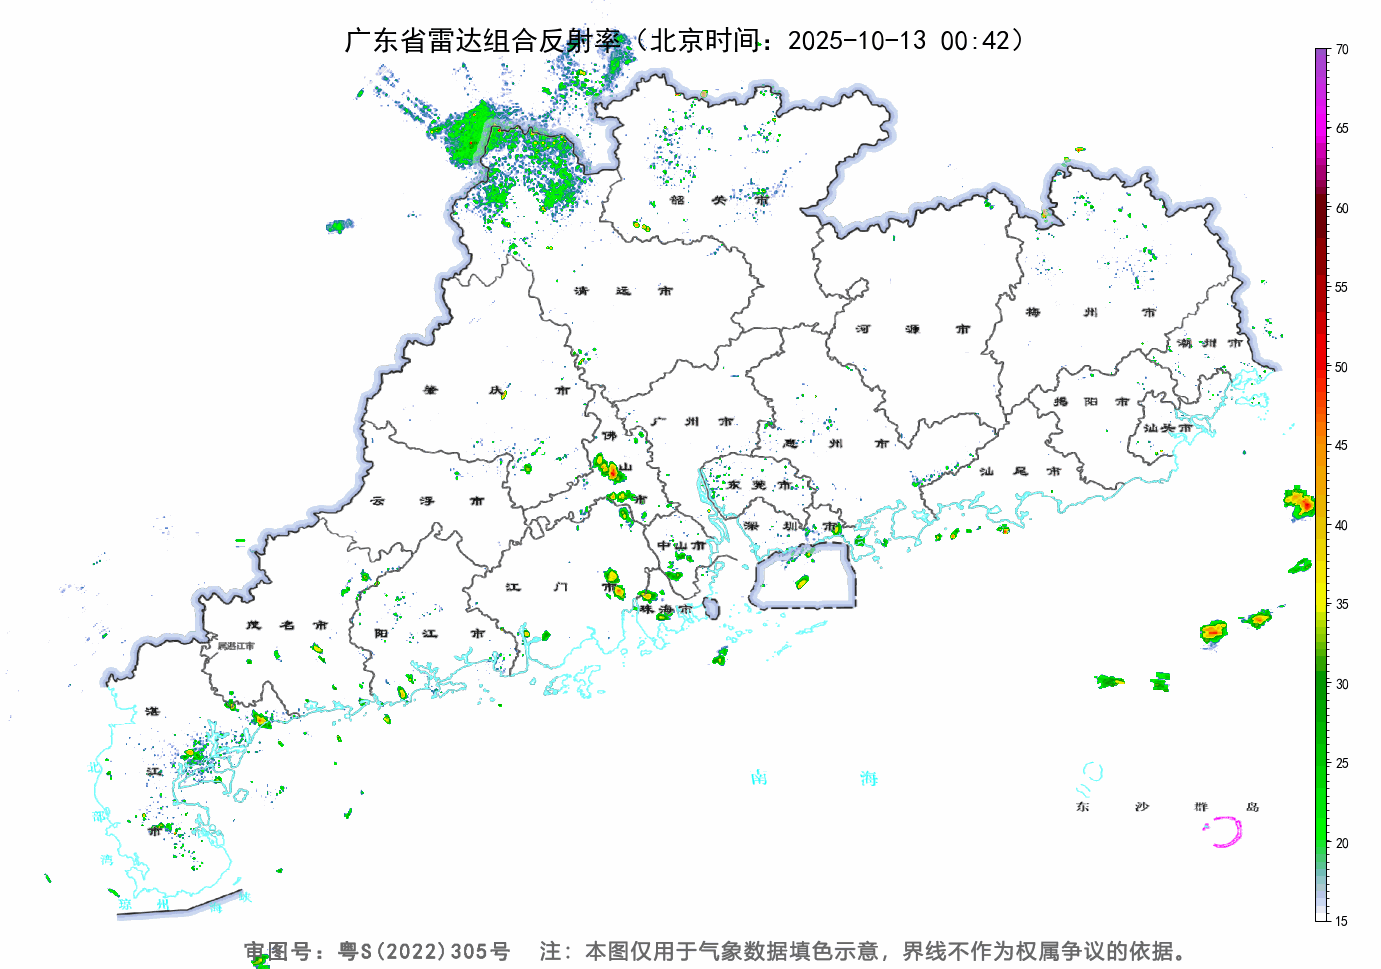 广东省雷达组合反射率（北京时间：2025-10-13 00:42）
70
65
60
55
50
45
40
35
30
25
20
15
韶关市
清远市
河源市
梅州市
潮州市
肇庆市
广州市
揭阳市
汕头市
佛山市
惠州市
汕尾市
云浮市
东莞市
深圳市
中山市
江门市
珠海市
茂名市
属湛江市
阳江市
湛江市
北部湾
南海
东沙群岛
琼州海峡
审图号：粤S(2022)305号 注：本图仅用于气象数据填色示意，界线不作为权属争议的依据。